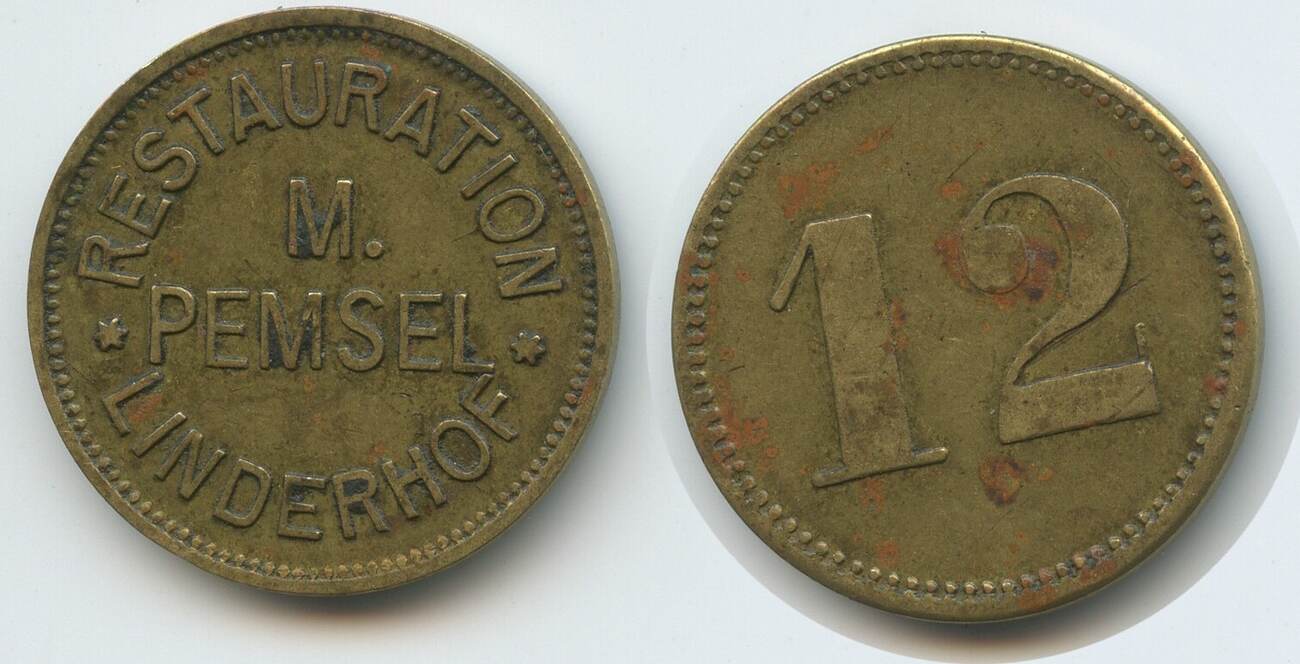 RESTAURATION
M.
PEMSEL
LINDERHOF
12